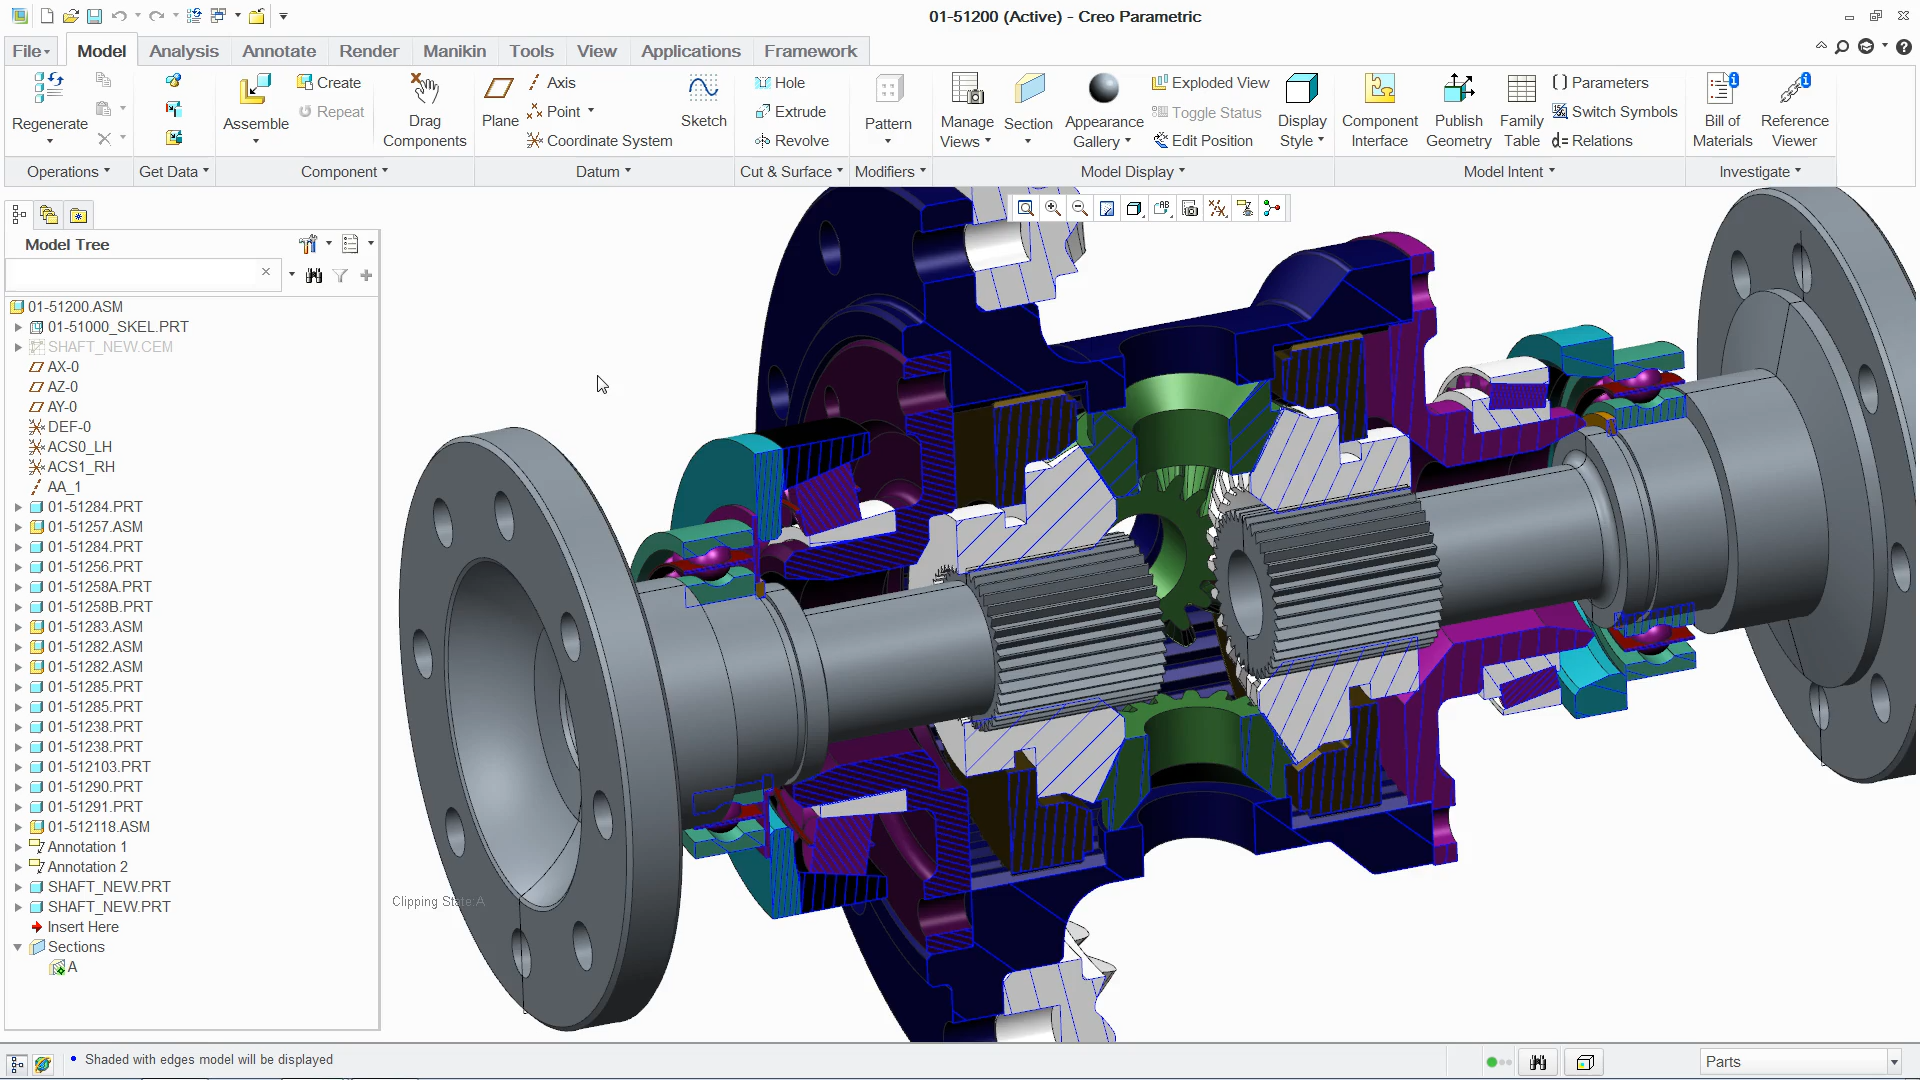 01-51200 (Active) - Creo Parametric
File
Model
Analysis
Annotate
Render
Manikin
Tools
View
Applications
Framework
Regenerate
Operations
Get Data
Assemble
Create
Repeat
Drag
Components
Component
Plane
Axis
Point
Coordinate System
Sketch
Datum
Hole
Extrude
Revolve
Cut & Surface
Pattern
Modifiers
Manage
Views
Section
Appearance
Gallery
Exploded View
Toggle Status
Edit Position
Display
Style
Model Display
Component
Interface
Publish
Geometry
Family
Table
Parameters
Switch Symbols
d= Relations
Model Intent
Bill of
Materials
Reference
Viewer
Investigate
Model Tree
01-51200.ASM
01-51000_SKEL.PRT
SHAFT_NEW.CEM
AX-0
AZ-0
AY-0
DEF-0
ACS0_LH
ACS1_RH
AA_1
01-51284.PRT
01-51257.ASM
01-51284.PRT
01-51256.PRT
01-51258A.PRT
01-51258B.PRT
01-51283.ASM
01-51282.ASM
01-51282.ASM
01-51285.PRT
01-51285.PRT
01-51238.PRT
01-51238.PRT
01-512103.PRT
01-51290.PRT
01-51291.PRT
01-512118.ASM
Annotation 1
Annotation 2
SHAFT_NEW.PRT
SHAFT_NEW.PRT
Insert Here
Sections
A
Clipping State:A
Shaded with edges model will be displayed
Parts